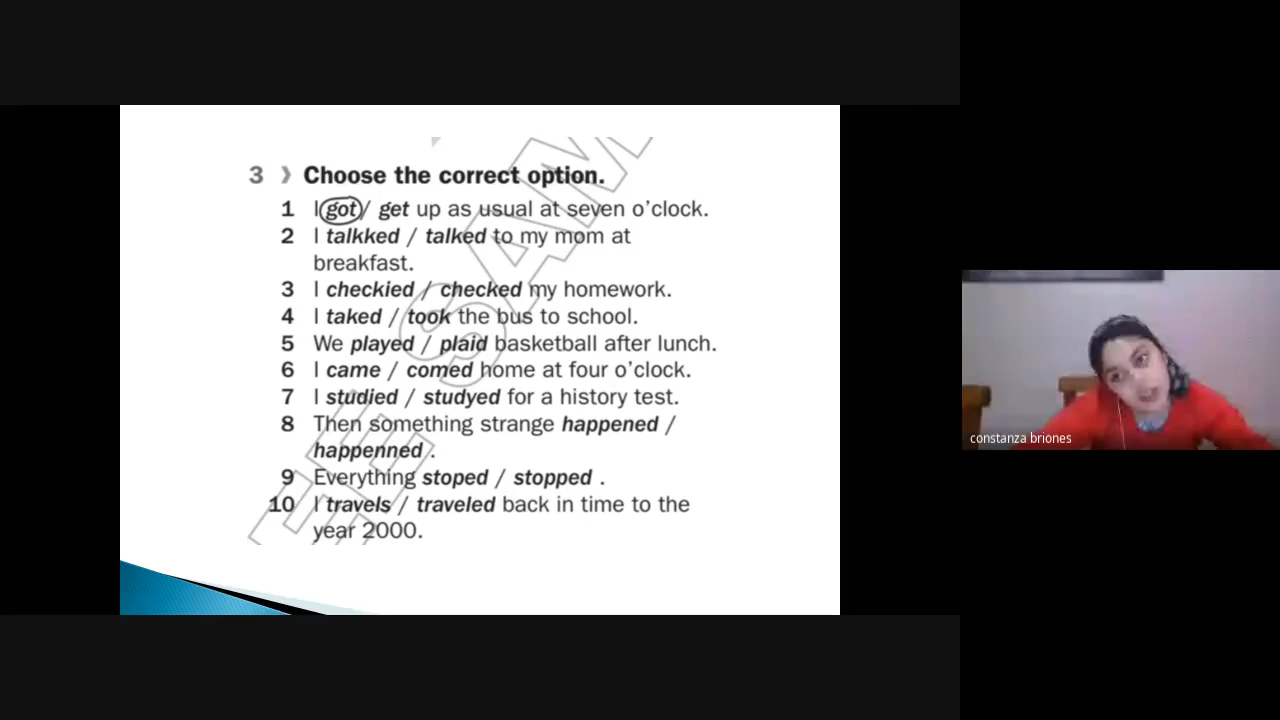 3 》 Choose the correct option.
1 I got / get up as usual at seven o'clock.
2 I talkked / talked to my mom at
breakfast.
3 I checkied / checked my homework.
4 I taked / took the bus to school.
5 We played / plaid basketball after lunch.
6 I came / comed home at four o'clock.
7 I studied / studyed for a history test.
8 Then something strange happened /
happenned .
9 Everything stoped / stopped .
10 I travels / traveled back in time to the
year 2000.
constanza briones